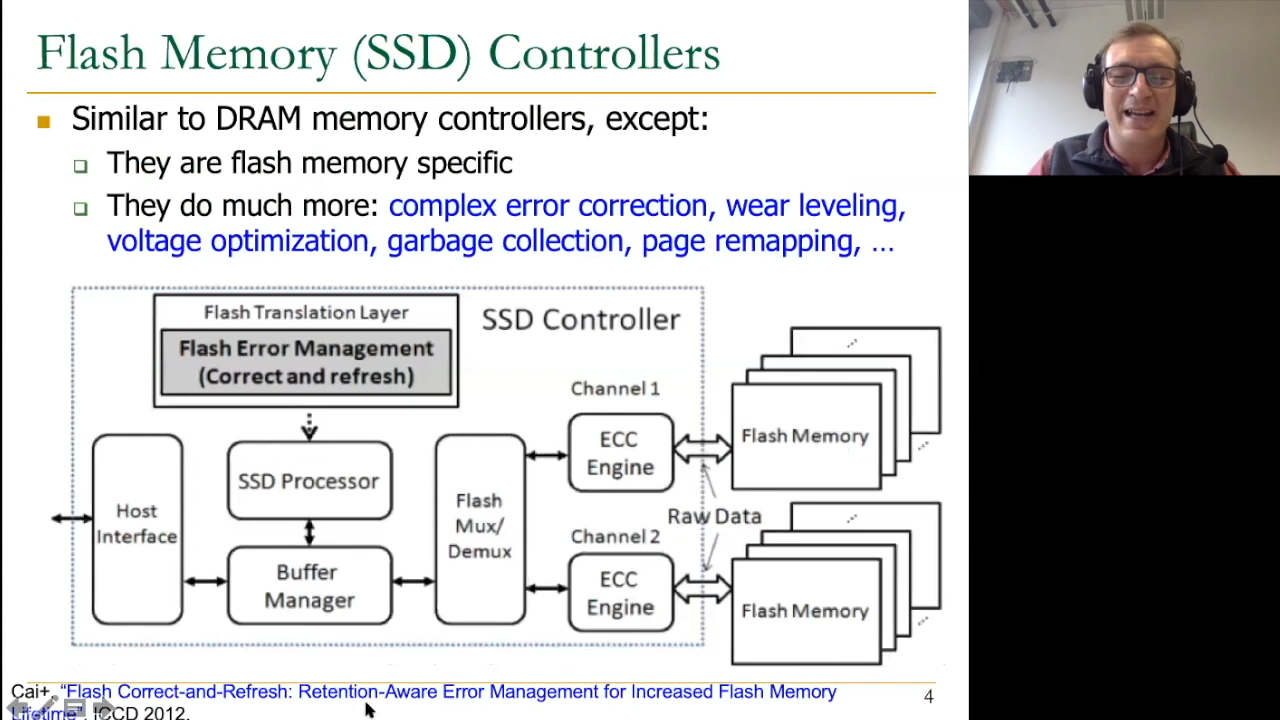 Flash Memory (SSD) Controllers
Similar to DRAM memory controllers, except:
They are flash memory specific
They do much more: complex error correction, wear leveling,
voltage optimization, garbage collection, page remapping, …
Flash Translation Layer
Flash Error Management
(Correct and refresh)
SSD Controller
Channel 1
Host
Interface
SSD Processor
Buffer
Manager
Flash
Mux/
Demux
ECC
Engine
Flash Memory
Raw Data
Channel 2
ECC
Engine
Flash Memory
Cai+, “Flash Correct-and-Refresh: Retention-Aware Error Management for Increased Flash Memory
Lifetime”, ICCD 2012.
4